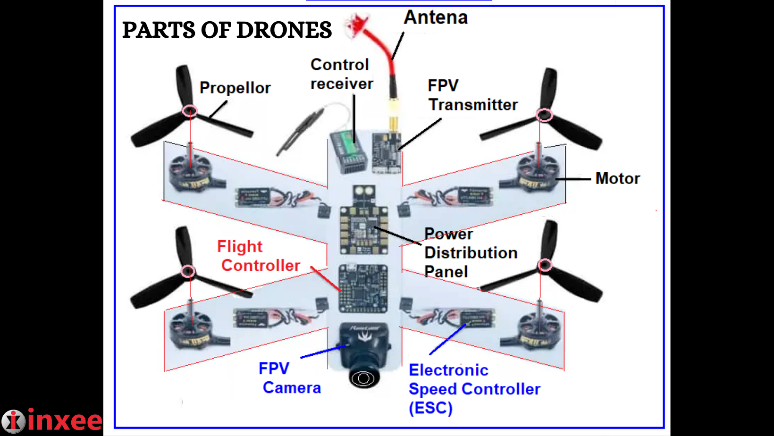 PARTS OF DRONES
Antena
Control
receiver
FPV
Transmitter
Propellor
Motor
Power
Distribution
Panel
Flight
Controller
FPV
Camera
Electronic
Speed Controller
(ESC)
inxee